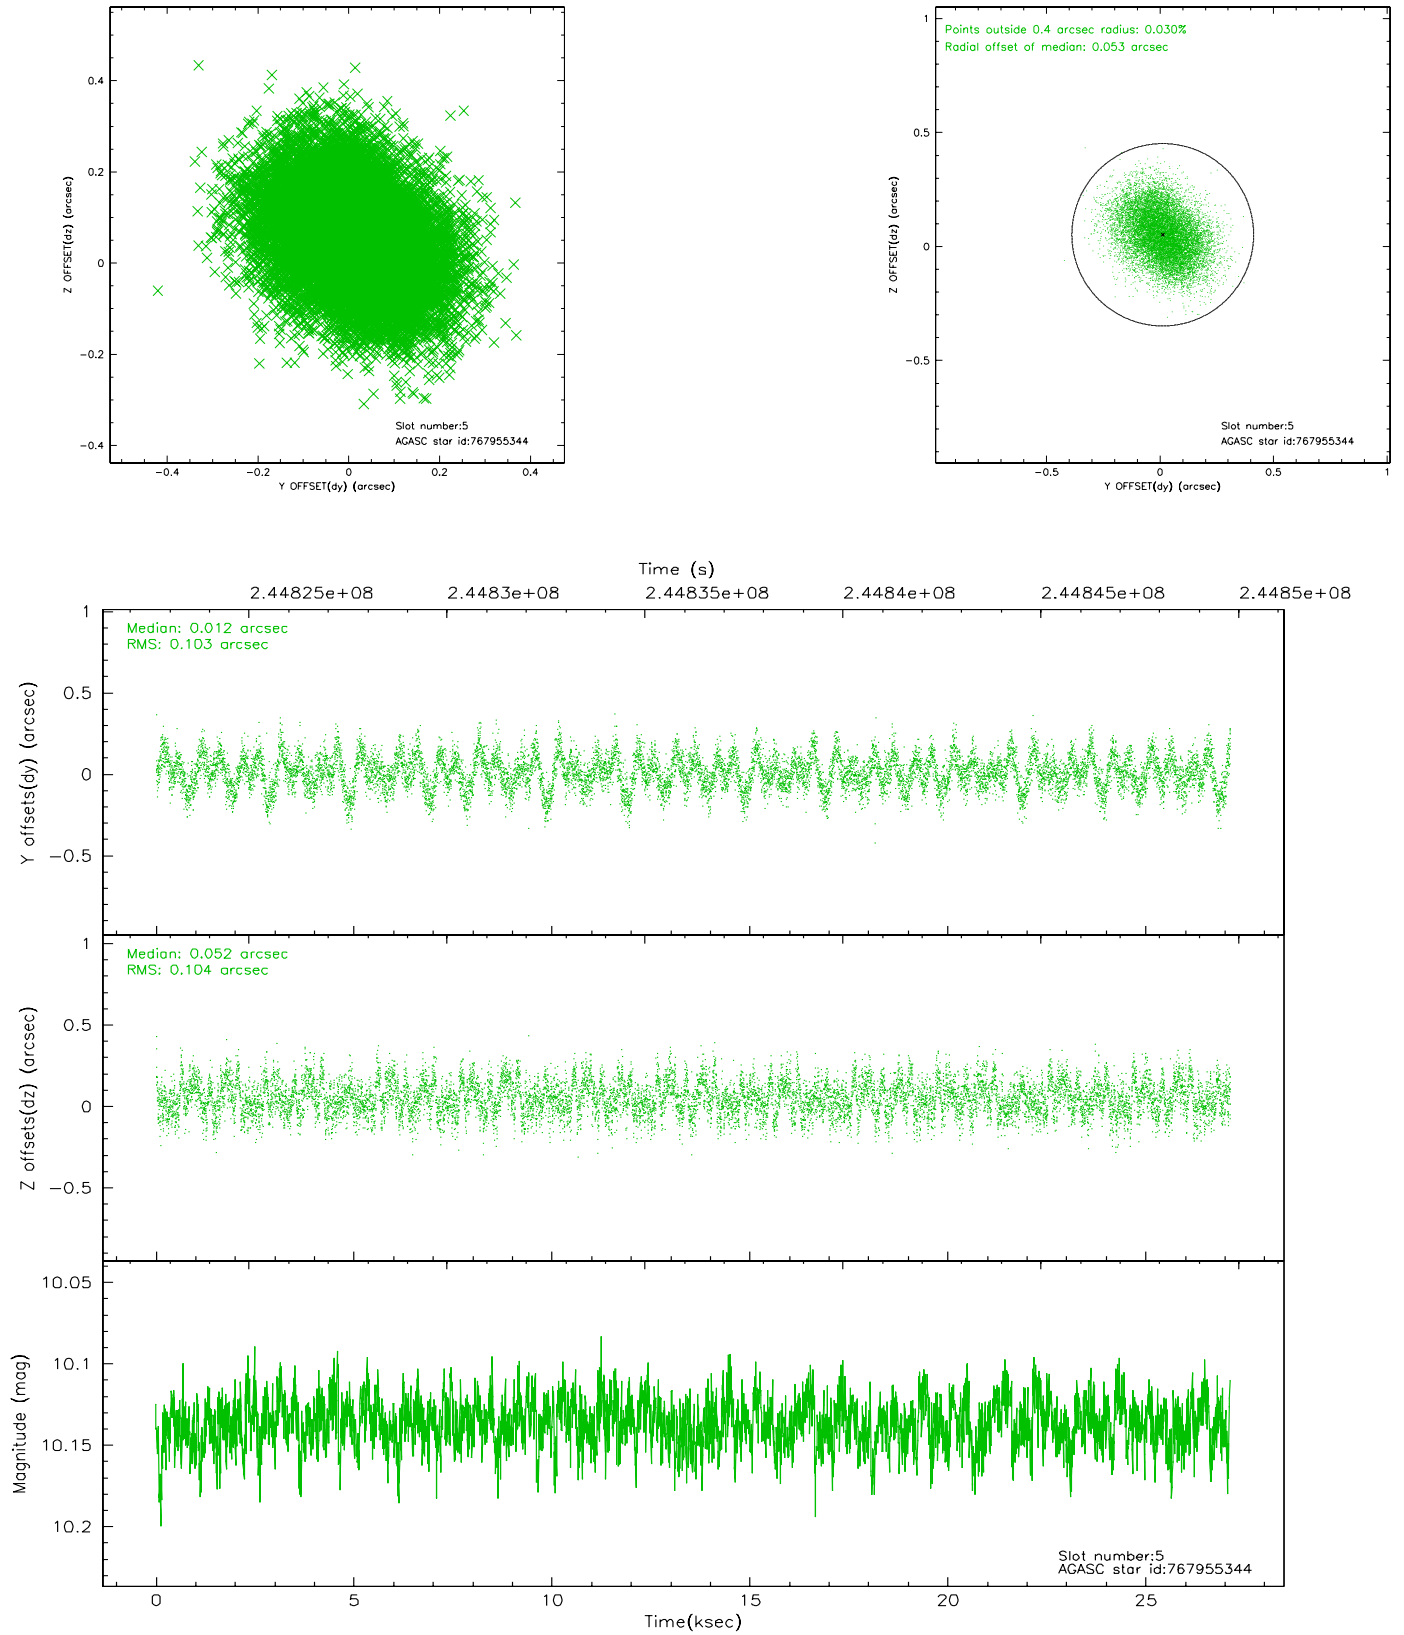 0.4
0.2
0
−0.2
−0.4
−0.4
−0.2
0
0.2
0.4
Z OFFSET(dz) (arcsec)
Y OFFSET(dy) (arcsec)
Slot number:5
AGASC star id:767955344
Points outside 0.4 arcsec radius: 0.030%
Radial offset of median: 0.053 arcsec
1
0.5
0
−0.5
−0.5
0
0.5
1
Z OFFSET(dz) (arcsec)
Y OFFSET(dy) (arcsec)
Slot number:5
AGASC star id:767955344
Time (s)
2.44825e+08
2.4483e+08
2.44835e+08
2.4484e+08
2.44845e+08
2.4485e+08
Median: 0.012 arcsec
RMS: 0.103 arcsec
1
0.5
0
−0.5
Y offsets(dy) (arcsec)
Median: 0.052 arcsec
RMS: 0.104 arcsec
1
0.5
0
−0.5
Z offsets(dz) (arcsec)
10.05
10.1
10.15
10.2
Magnitude (mag)
Slot number:5
AGASC star id:767955344
0
5
10
15
20
25
Time(ksec)